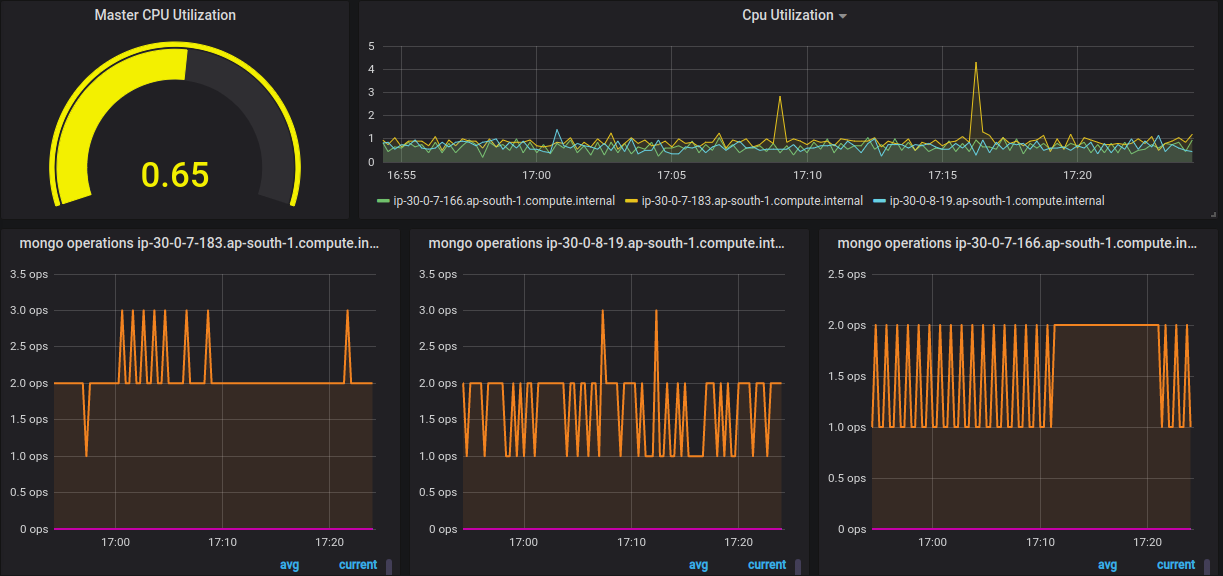 Master CPU Utilization
0.65
Cpu Utilization
5
4
3
2
1
0
16:55 17:00 17:05 17:10 17:15 17:20
ip-30-0-7-166.ap-south-1.compute.internal ip-30-0-7-183.ap-south-1.compute.internal ip-30-0-8-19.ap-south-1.compute.internal
mongo operations ip-30-0-7-183.ap-south-1.compute.in...
3.5 ops
3.0 ops
2.5 ops
2.0 ops
1.5 ops
1.0 ops
0.5 ops
0 ops
17:00 17:10 17:20
avg current
mongo operations ip-30-0-8-19.ap-south-1.compute.int...
3.5 ops
3.0 ops
2.5 ops
2.0 ops
1.5 ops
1.0 ops
0.5 ops
0 ops
17:00 17:10 17:20
avg current
mongo operations ip-30-0-7-166.ap-south-1.compute.in...
2.5 ops
2.0 ops
1.5 ops
1.0 ops
0.5 ops
0 ops
17:00 17:10 17:20
avg current